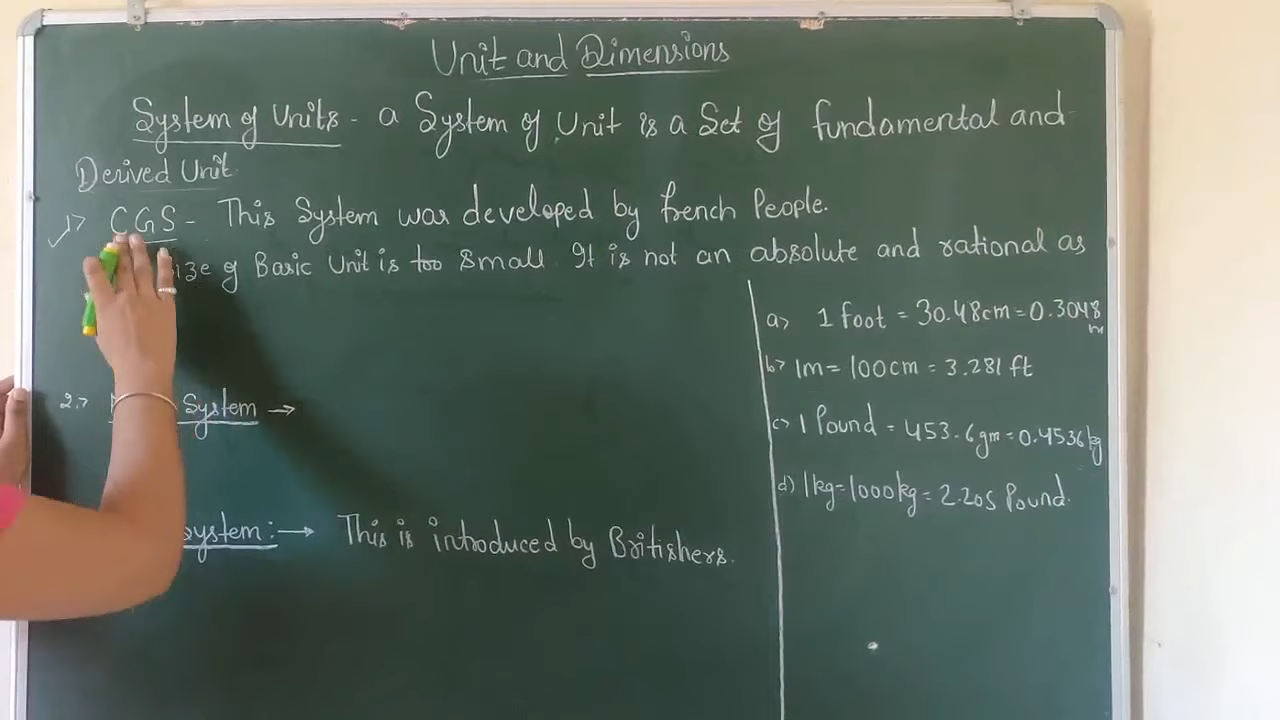 Unit and Dimensions
System of Units - a System of Unit is a Set of fundamental and
Derived Unit
1> CGS - This System was developed by french People.
of Basic Unit is too Small. It is not an absolute and rational as
2.> System →
System: → This is introduced by Britishers.
a> 1 foot = 30.48cm = 0.3048
m
b> 1m = 100cm = 3.281 ft
c> 1 Pound = 453.6gm = 0.4536kg
d) 1kg = 1000kg = 2.205 Pound.